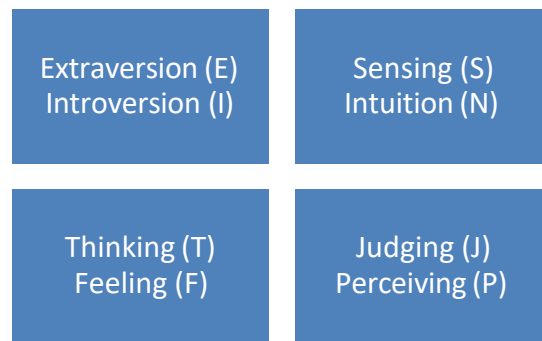 Extraversion (E)
Introversion (I)
Sensing (S)
Intuition (N)
Thinking (T)
Feeling (F)
Judging (J)
Perceiving (P)